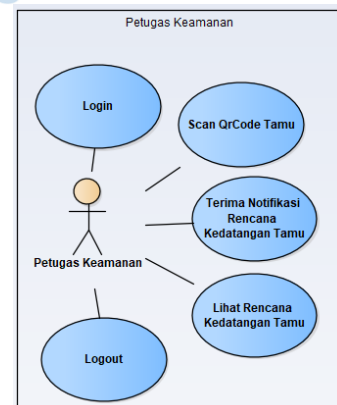 Petugas Keamanan
Login
Scan QrCode Tamu
Terima Notifikasi
Rencana
Kedatangan Tamu
Petugas Keamanan
Lihat Rencana
Kedatangan Tamu
Logout